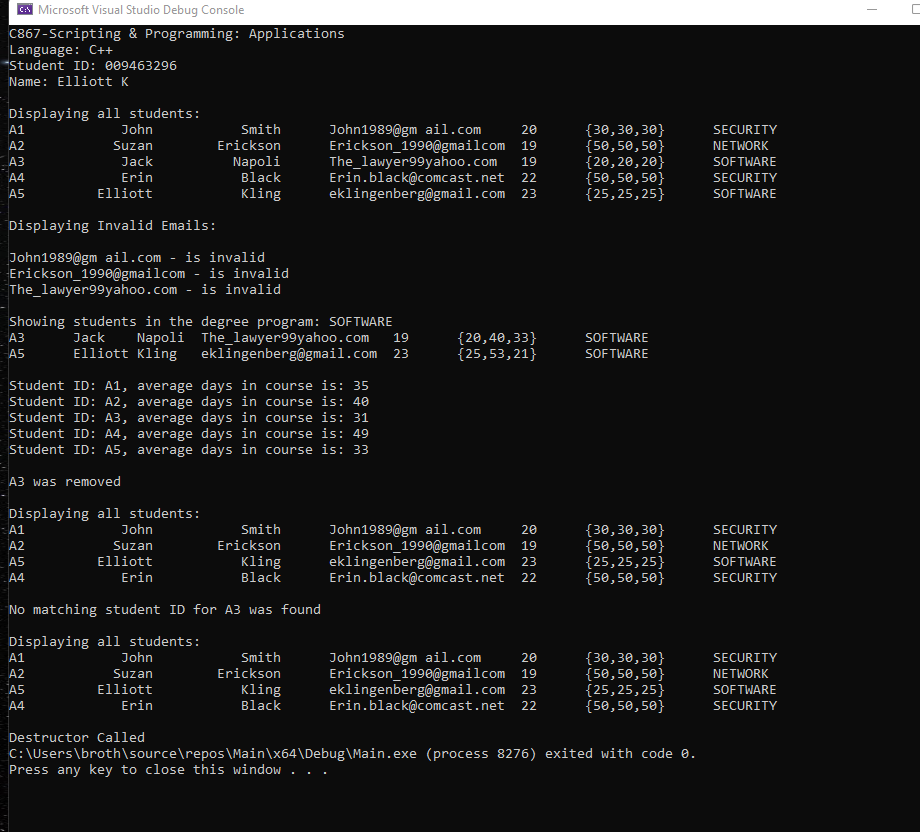 Microsoft Visual Studio Debug Console
C867-Scripting & Programming: Applications
Language: C++
Student ID: 009463296
Name: Elliott K
Displaying all students:
A1 John Smith John1989@gm ail.com 20 {30,30,30} SECURITY
A2 Suzan Erickson Erickson_1990@gmailcom 19 {50,50,50} NETWORK
A3 Jack Napoli The_lawyer99yahoo.com 19 {20,20,20} SOFTWARE
A4 Erin Black Erin.black@comcast.net 22 {50,50,50} SECURITY
A5 Elliott Kling eklingenberg@gmail.com 23 {25,25,25} SOFTWARE
Displaying Invalid Emails:
John1989@gm ail.com - is invalid
Erickson_1990@gmailcom - is invalid
The_lawyer99yahoo.com - is invalid
Showing students in the degree program: SOFTWARE
A3 Jack Napoli The_lawyer99yahoo.com 19 {20,40,33} SOFTWARE
A5 Elliott Kling eklingenberg@gmail.com 23 {25,53,21} SOFTWARE
Student ID: A1, average days in course is: 35
Student ID: A2, average days in course is: 40
Student ID: A3, average days in course is: 31
Student ID: A4, average days in course is: 49
Student ID: A5, average days in course is: 33
A3 was removed
Displaying all students:
A1 John Smith John1989@gm ail.com 20 {30,30,30} SECURITY
A2 Suzan Erickson Erickson_1990@gmailcom 19 {50,50,50} NETWORK
A5 Elliott Kling eklingenberg@gmail.com 23 {25,25,25} SOFTWARE
A4 Erin Black Erin.black@comcast.net 22 {50,50,50} SECURITY
No matching student ID for A3 was found
Displaying all students:
A1 John Smith John1989@gm ail.com 20 {30,30,30} SECURITY
A2 Suzan Erickson Erickson_1990@gmailcom 19 {50,50,50} NETWORK
A5 Elliott Kling eklingenberg@gmail.com 23 {25,25,25} SOFTWARE
A4 Erin Black Erin.black@comcast.net 22 {50,50,50} SECURITY
Destructor Called
C:\Users\broth\source\repos\Main\x64\Debug\Main.exe (process 8276) exited with code 0.
Press any key to close this window . . .